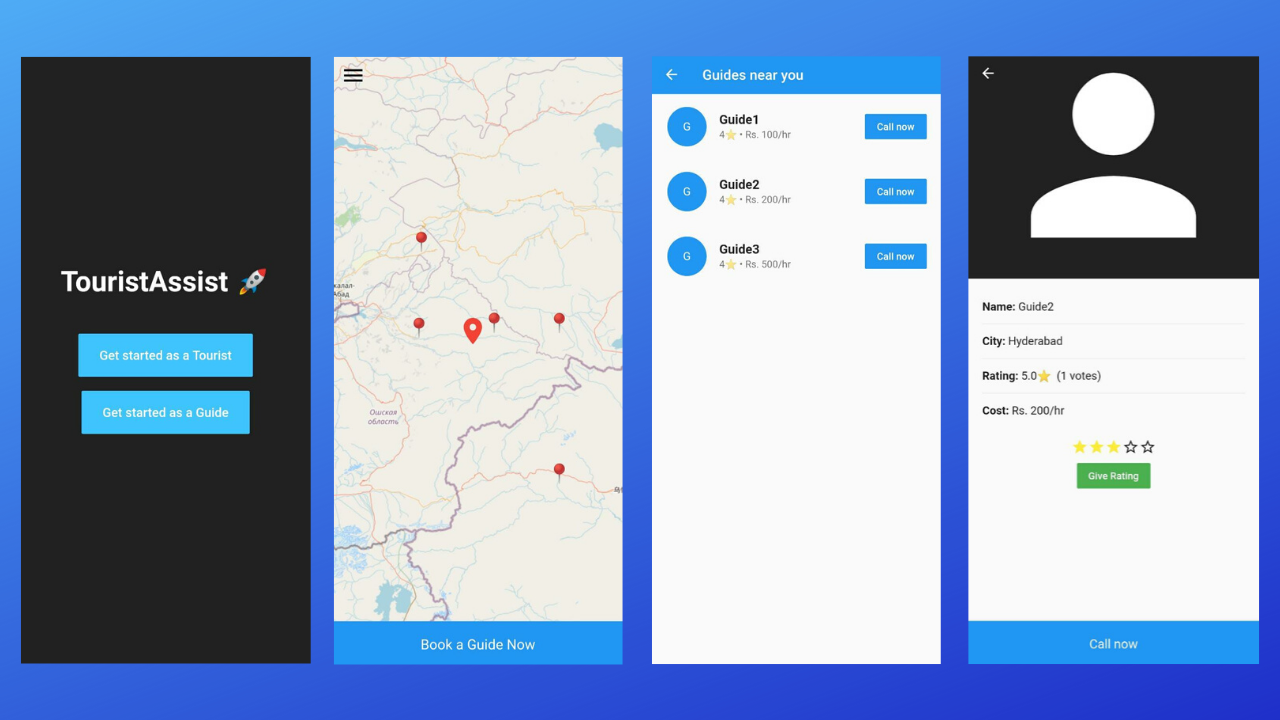 TouristAssist 🚀
Get started as a Tourist
Get started as a Guide
Ошская
область
Book a Guide Now
Guides near you
G
Guide1
4⭐ • Rs. 100/hr
Call now
G
Guide2
4⭐ • Rs. 200/hr
Call now
G
Guide3
4⭐ • Rs. 500/hr
Call now
Name: Guide2
City: Hyderabad
Rating: 5.0⭐ (1 votes)
Cost: Rs. 200/hr
Give Rating
Call now